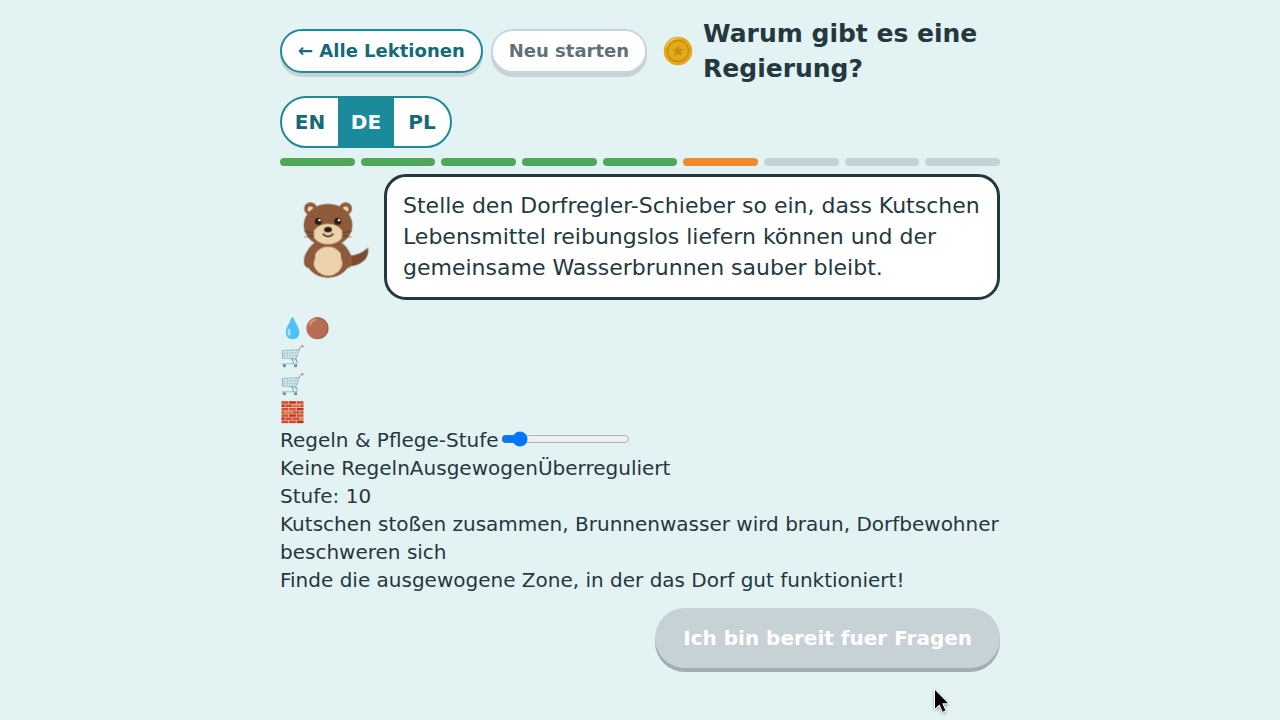 ← Alle Lektionen
Neu starten
Warum gibt es eine
Regierung?
EN DE PL
Stelle den Dorfregler-Schieber so ein, dass Kutschen
Lebensmittel reibungslos liefern können und der
gemeinsame Wasserbrunnen sauber bleibt.
Regeln & Pflege-Stufe
Keine RegelnAusgewogenÜberreguliert
Stufe: 10
Kutschen stoßen zusammen, Brunnenwasser wird braun, Dorfbewohner
beschweren sich
Finde die ausgewogene Zone, in der das Dorf gut funktioniert!
Ich bin bereit fuer Fragen